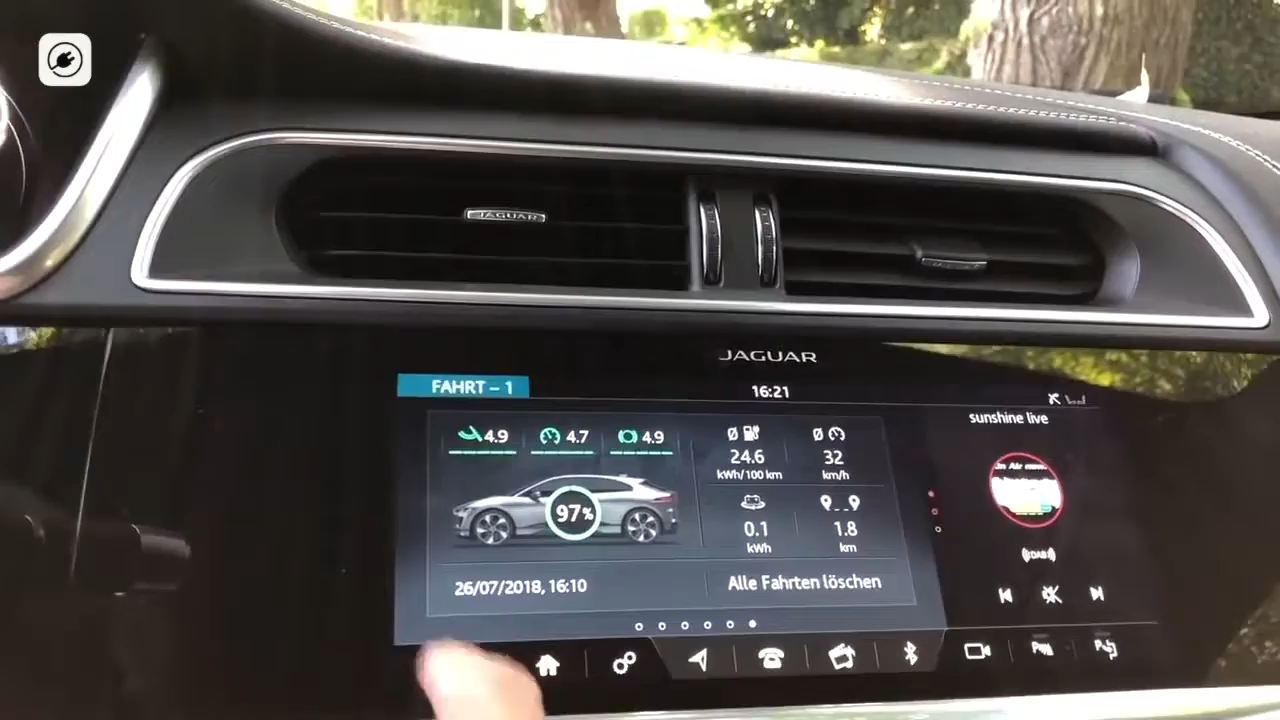 JAGUAR
JAGUAR
JAGUAR
FAHRT – 1
16:21
sunshine live
4.9
4.7
4.9
Ø
24.6
kWh/100 km
Ø
32
km/h
97%
0.1
kWh
1.8
km
(DAB)
26/07/2018, 16:10
Alle Fahrten löschen